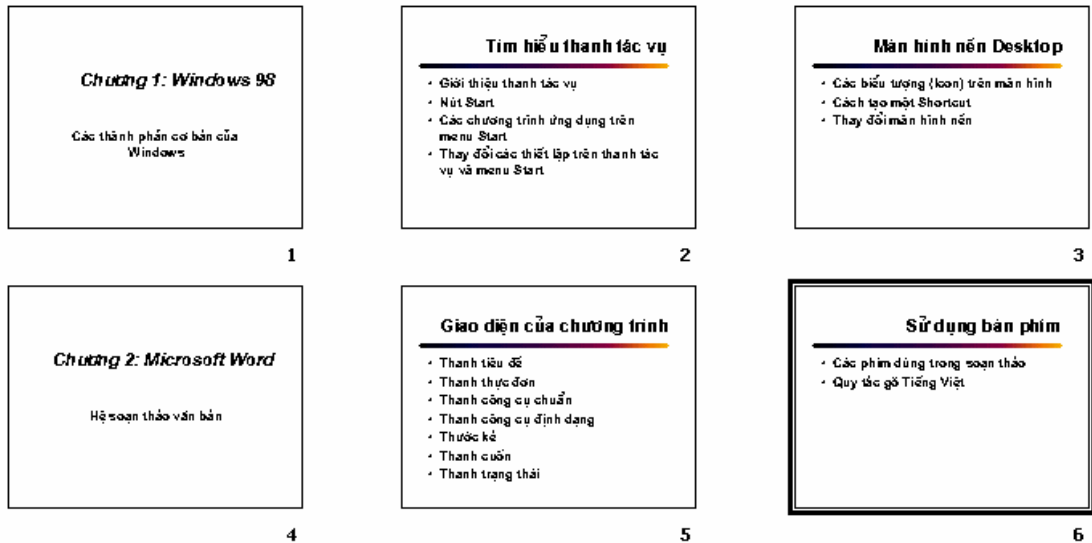 Chương 1: Windows 98
Các thành phần cơ bản của
Windows
1
Tìm hiểu thanh tác vụ
Giới thiệu thanh tác vụ
Nút Start
Các chương trình ứng dụng trên
menu Start
Thay đổi các thiết lập trên thanh tác
vụ và menu Start
2
Màn hình nền Desktop
Các biểu tượng (Icon) trên màn hình
Cách tạo một Shortcut
Thay đổi màn hình nền
3
Chương 2: Microsoft Word
Hệ soạn thảo văn bản
4
Giao diện của chương trình
Thanh tiêu đề
Thanh thực đơn
Thanh công cụ chuẩn
Thanh công cụ định dạng
Thước kẻ
Thanh cuốn
Thanh trạng thái
5
Sử dụng bàn phím
Các phím dùng trong soạn thảo
Quy tắc gõ Tiếng Việt
6